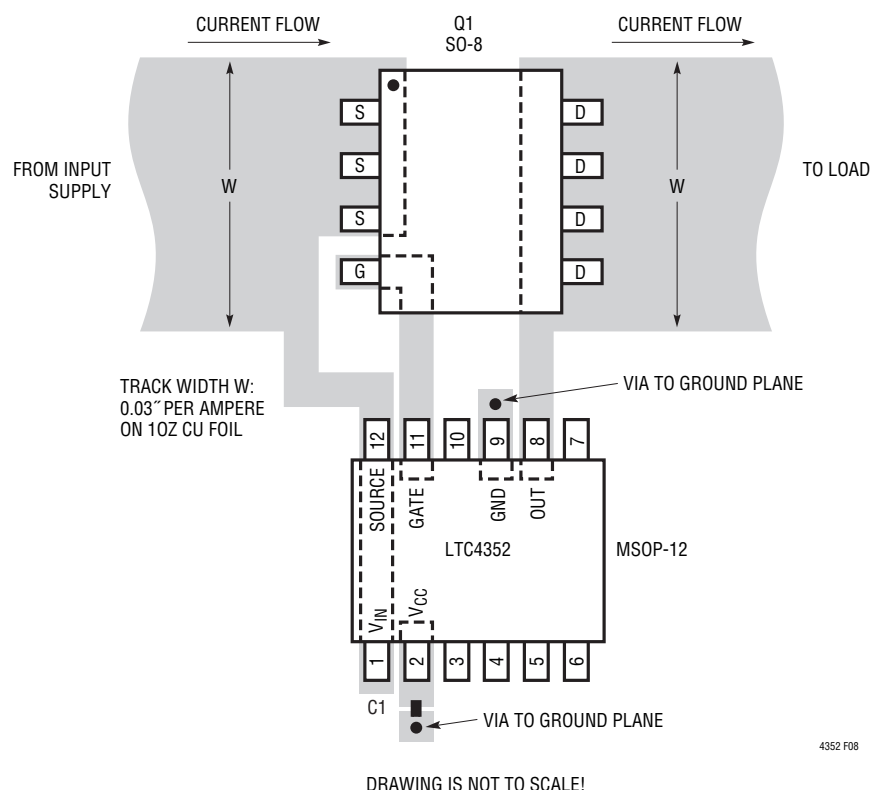 CURRENT FLOW
Q1
SO-8
CURRENT FLOW
S
S
S
G
D
D
D
D
W
W
FROM INPUT
SUPPLY
TO LOAD
TRACK WIDTH W:
0.03˝ PER AMPERE
ON 1OZ CU FOIL
VIA TO GROUND PLANE
12
11
10
9
8
7
SOURCE
GATE
GND
OUT
LTC4352
MSOP-12
VIN
VCC
1
2
3
4
5
6
C1
VIA TO GROUND PLANE
4352 F08
DRAWING IS NOT TO SCALE!